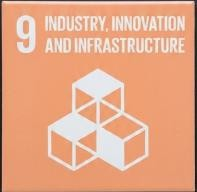 9 INDUSTRY, INNOVATION
AND INFRASTRUCTURE